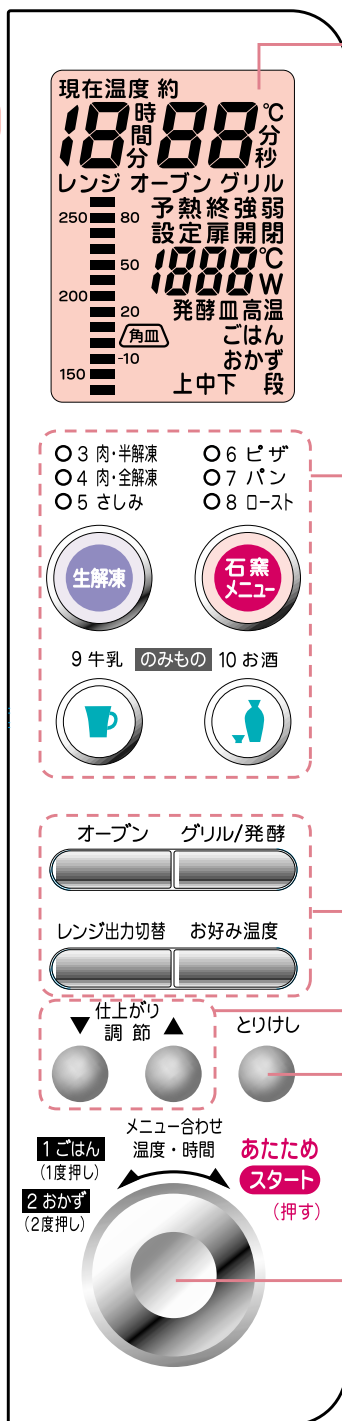 現在温度 約
18時間分 88℃分秒
レンジ オーブン グリル
250 80 予熱終強弱
設定扉開閉
50 1888℃W
200
20 発酵皿高温
角皿 ごはん
-10 おかず
150 上中下 段
3 肉・半解凍 6 ピザ
4 肉・全解凍 7 パン
5 さしみ 8 ロースト
生解凍 石窯メニュー
9 牛乳 のみもの 10 お酒
オーブン グリル/発酵
レンジ出力切替 お好み温度
▼ 仕上がり調節 ▲ とりけし
メニュー合わせ
1 ごはん 温度・時間 あたため
(1度押し) スタート
2 おかず (押す)
(2度押し)